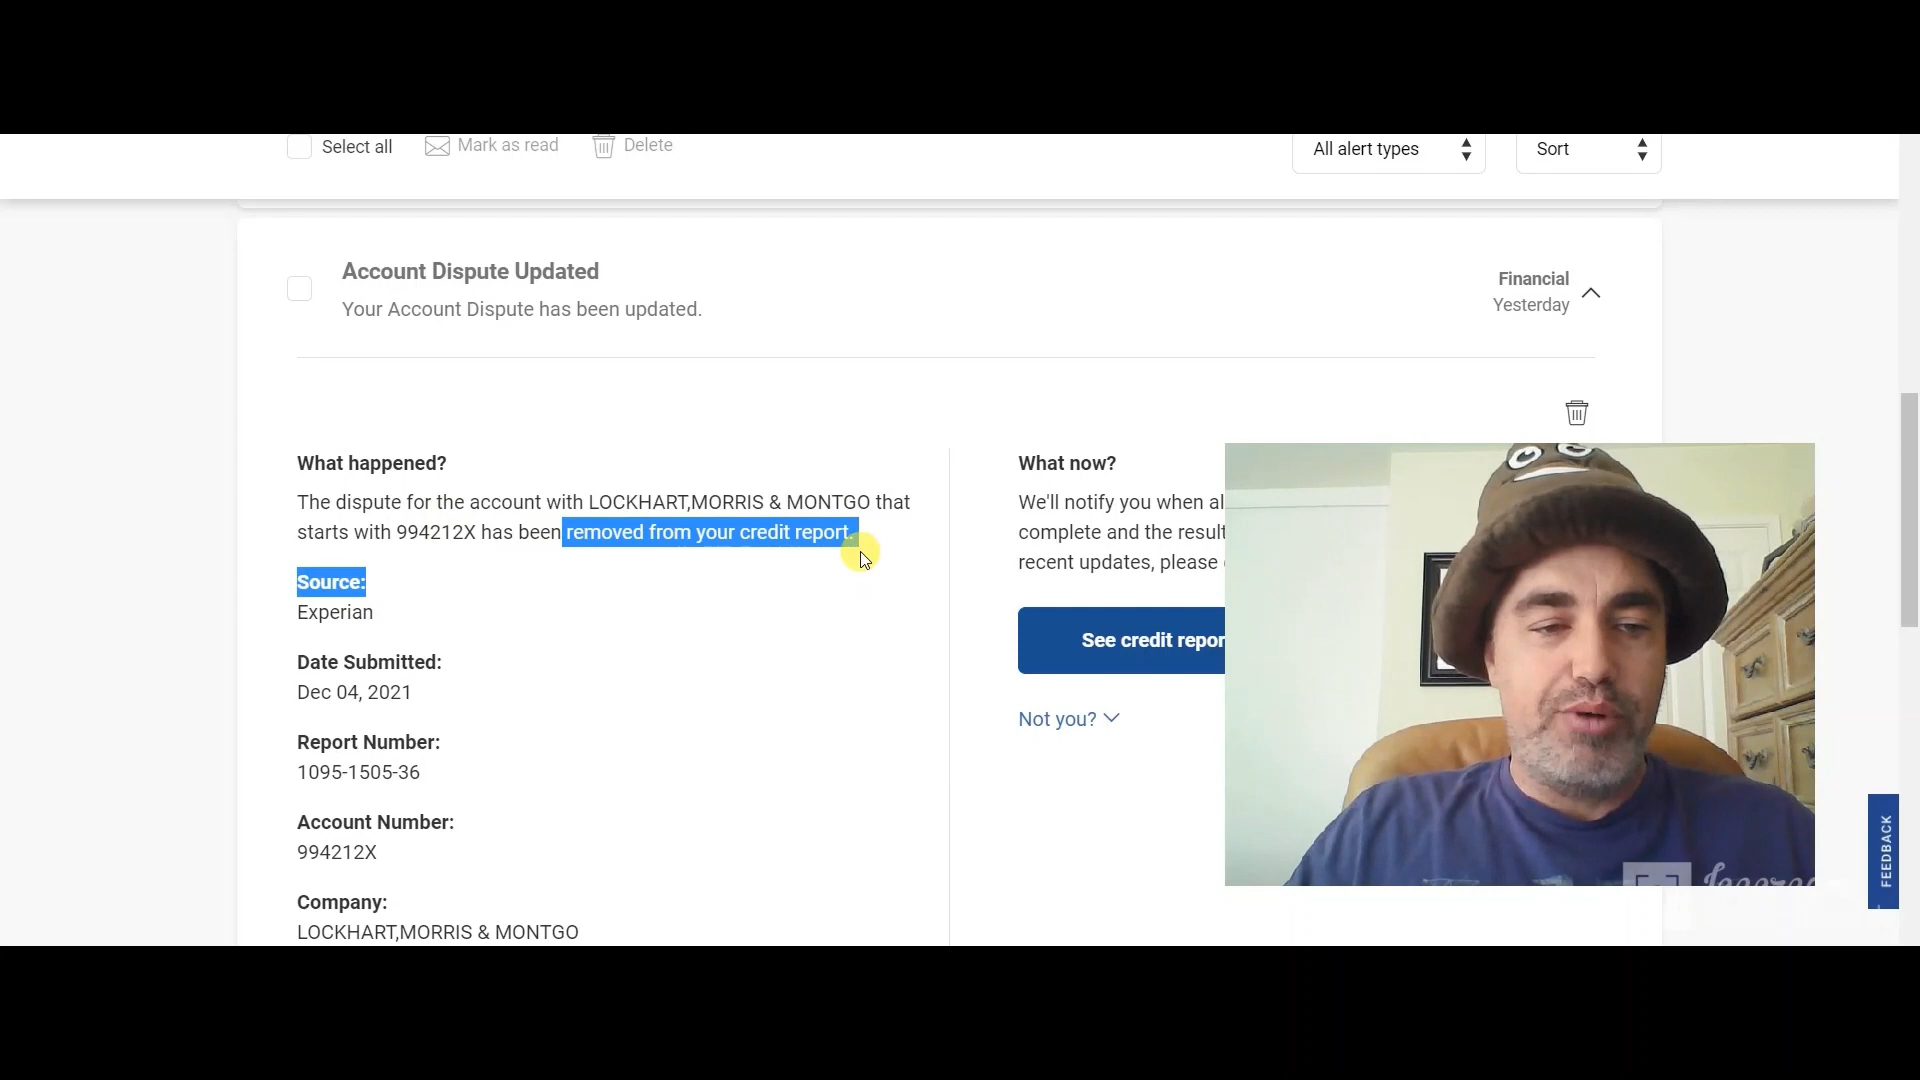 Select all
Mark as read
Delete
All alert types
Sort
Account Dispute Updated
Your Account Dispute has been updated.
Financial
Yesterday
What happened?
The dispute for the account with LOCKHART,MORRIS & MONTGO that
starts with 994212X has been removed from your credit report.
Source:
Experian
Date Submitted:
Dec 04, 2021
Report Number:
1095-1505-36
Account Number:
994212X
Company:
LOCKHART,MORRIS & MONTGO
What now?
We'll notify you when al
complete and the result
recent updates, please
See credit repor
Not you?
FEEDBACK